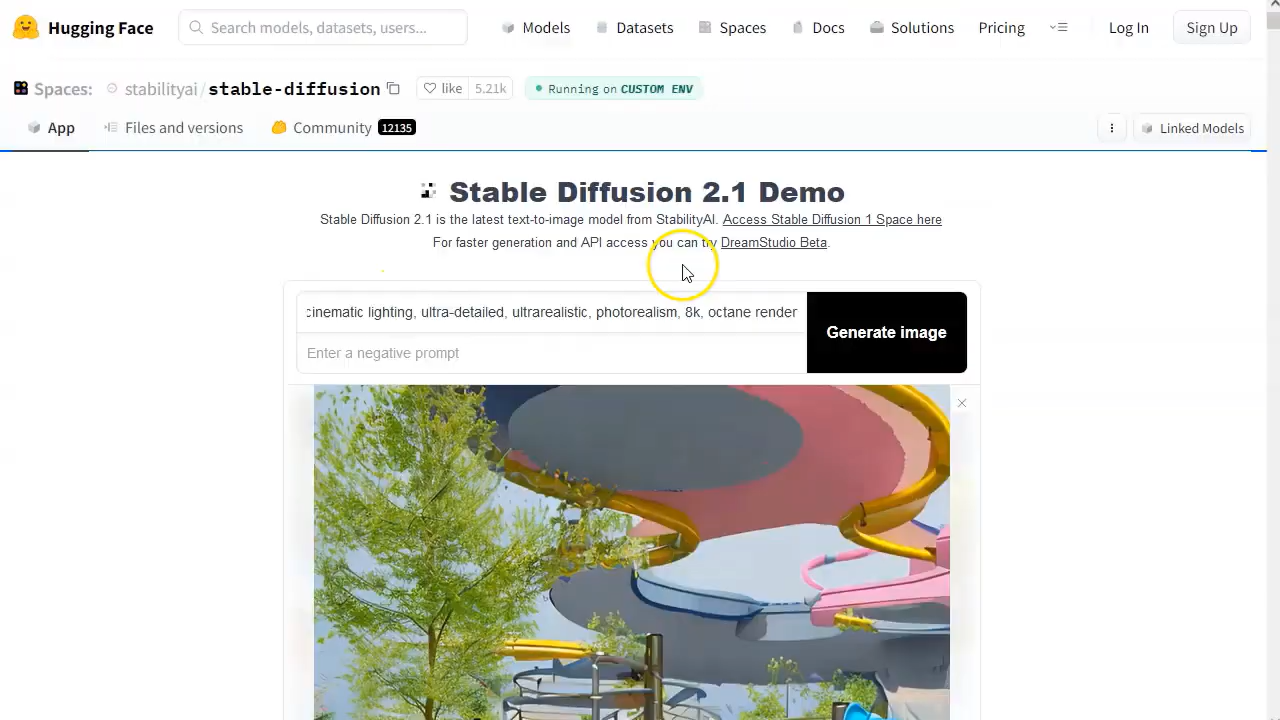 Hugging Face
Search models, datasets, users...
Models
Datasets
Spaces
Docs
Solutions
Pricing
Log In
Sign Up
Spaces:
stabilityai/stable-diffusion
like
5.21k
Running on CUSTOM ENV
App
Files and versions
Community
12135
Linked Models
Stable Diffusion 2.1 Demo
Stable Diffusion 2.1 is the latest text-to-image model from StabilityAI. Access Stable Diffusion 1 Space here
For faster generation and API access you can try DreamStudio Beta.
cinematic lighting, ultra-detailed, ultrarealistic, photorealism, 8k, octane render
Enter a negative prompt
Generate image